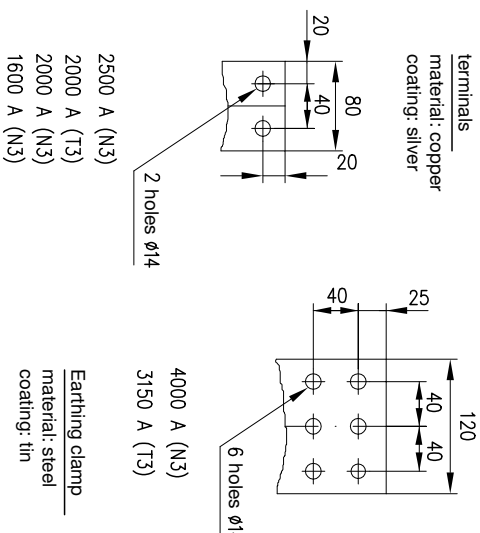 terminals
material: copper
coating: silver
20
80
40
20
2 holes ø14
2500 A (N3)
2000 A (T3)
2000 A (N3)
1600 A (N3)
120
40
40
25
40
4000 A (N3)
3150 A (T3)
6 holes
Earthing clamp
material: steel
coating: tin